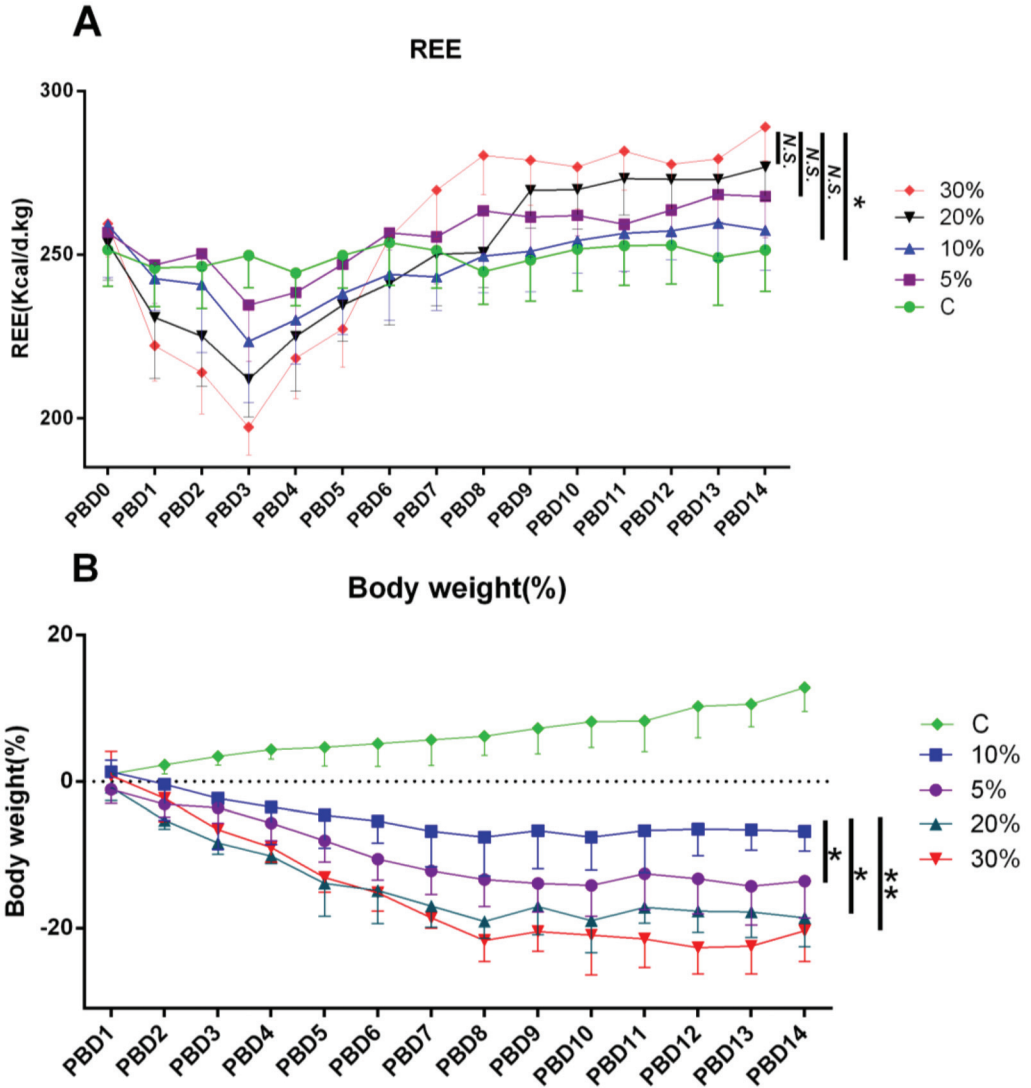 A
REE
REE(Kcal/d.kg)
300
250
200
N.S.
N.S.
N.S.
*
30%
20%
10%
5%
C
PBD0
PBD1
PBD2
PBD3
PBD4
PBD5
PBD6
PBD7
PBD8
PBD9
PBD10
PBD11
PBD12
PBD13
PBD14
B
Body weight(%)
Body weight(%)
20
0
-20
*
*
**
C
10%
5%
20%
30%
PBD1
PBD2
PBD3
PBD4
PBD5
PBD6
PBD7
PBD8
PBD9
PBD10
PBD11
PBD12
PBD13
PBD14